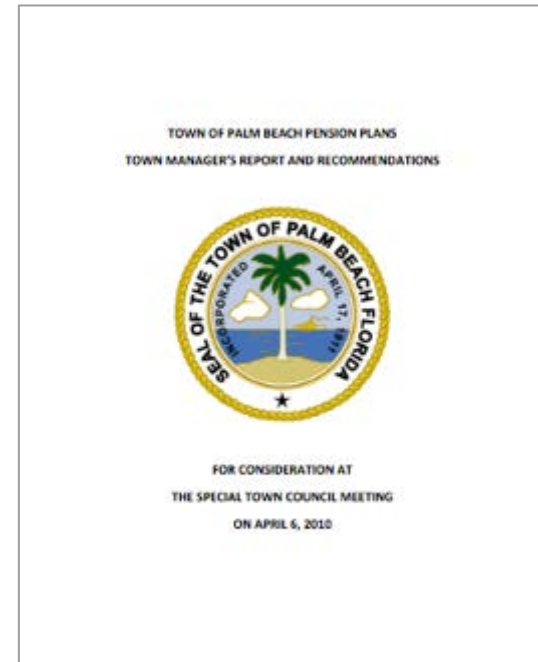 TOWN OF PALM BEACH PENSION PLANS
TOWN MANAGER'S REPORT AND RECOMMENDATIONS
SEAL OF THE TOWN OF PALM BEACH FLORIDA
INCORPORATED APRIL 17, 1911
FOR CONSIDERATION AT
THE SPECIAL TOWN COUNCIL MEETING
ON APRIL 6, 2010